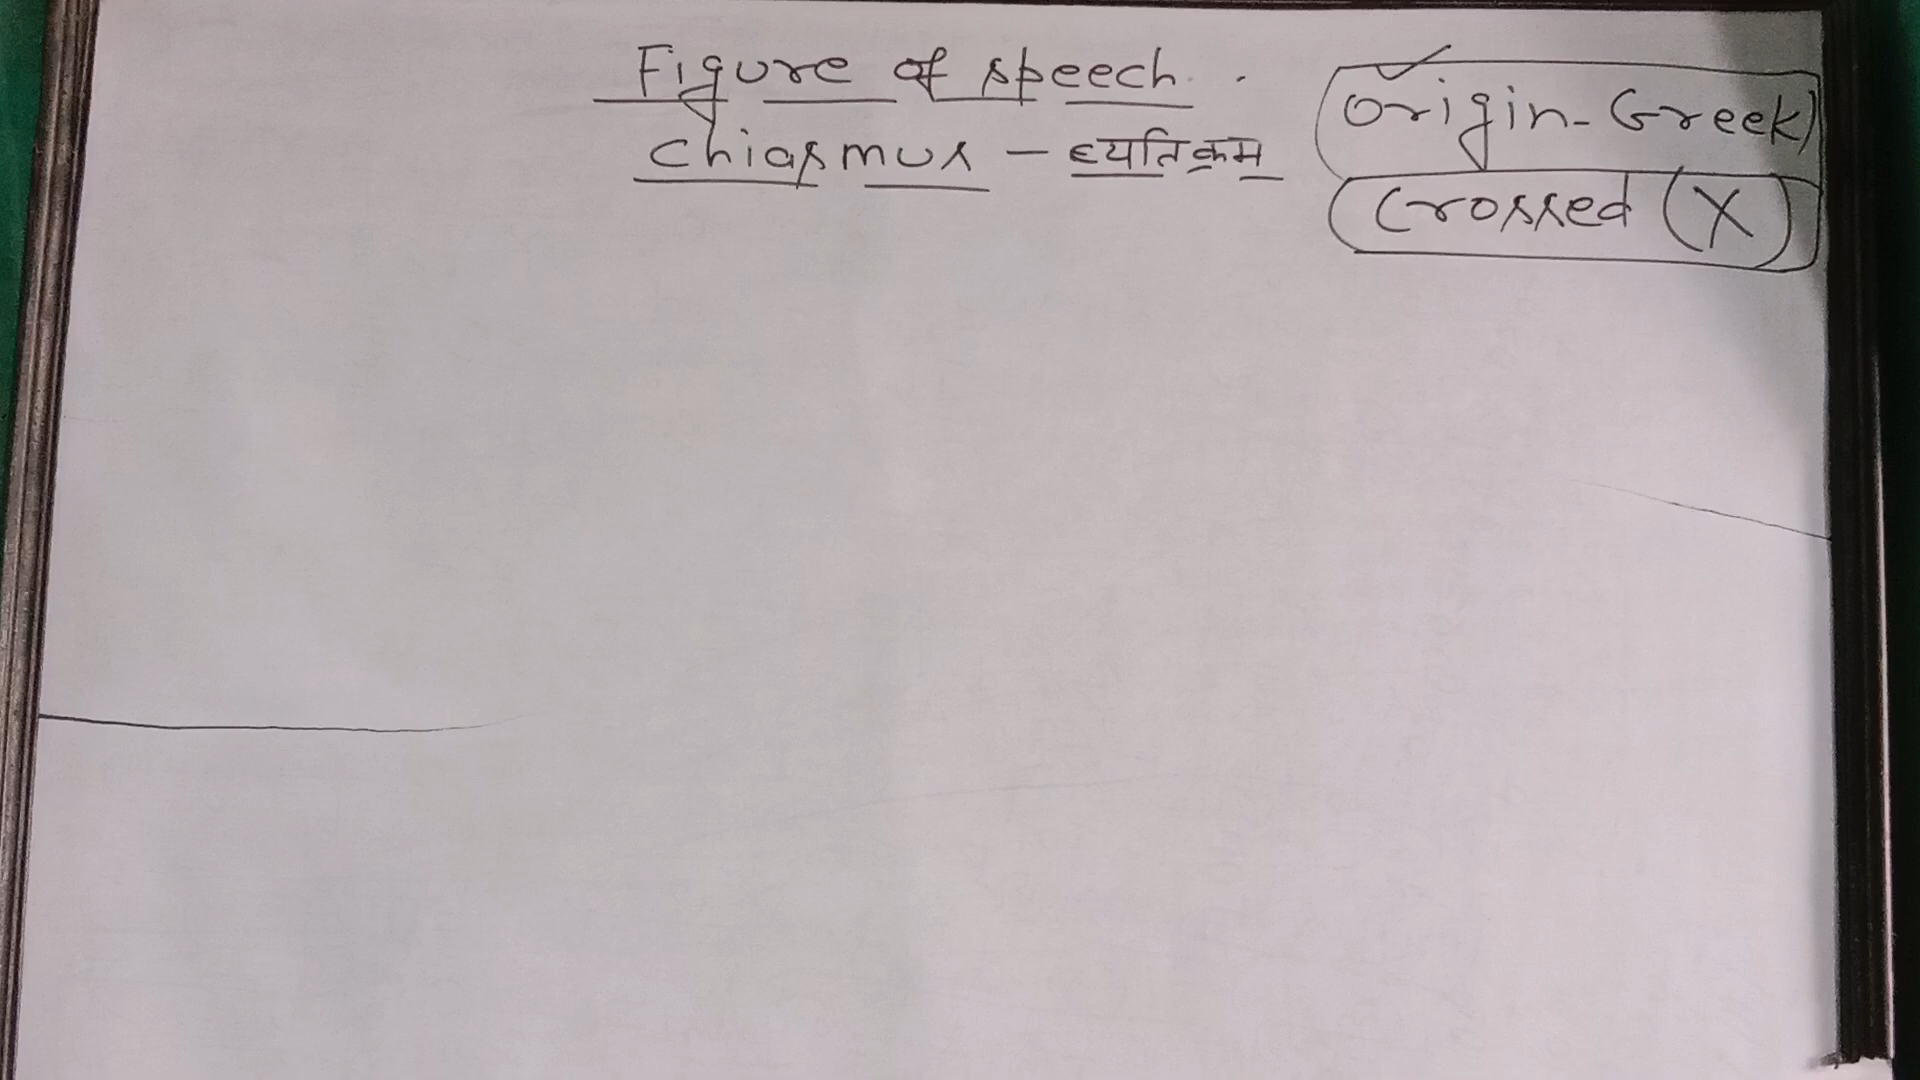 Figure of speech.
Chiasmus - व्यतिक्रम
Origin- Greek
Crossed (X)